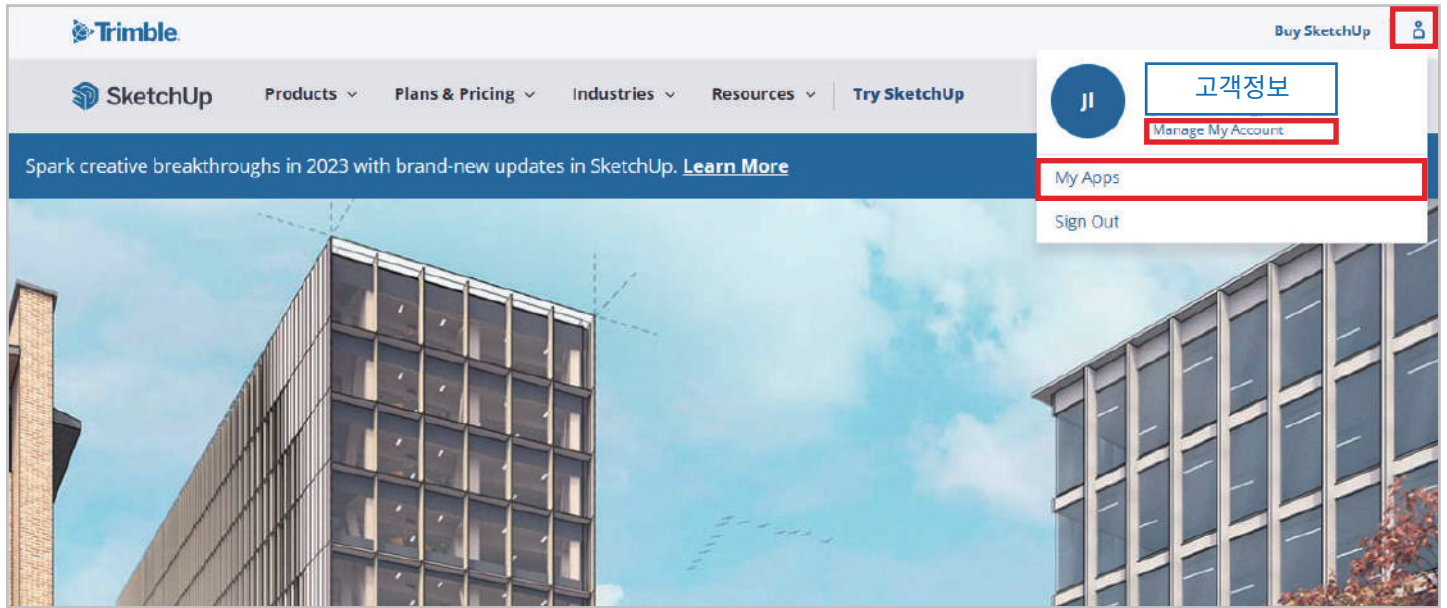 Trimble.
Buy SketchUp
SketchUp
Products
Plans & Pricing
Industries
Resources
Try SketchUp
JI
고객정보
Manage My Account
Spark creative breakthroughs in 2023 with brand-new updates in SketchUp. Learn More
My Apps
Sign Out